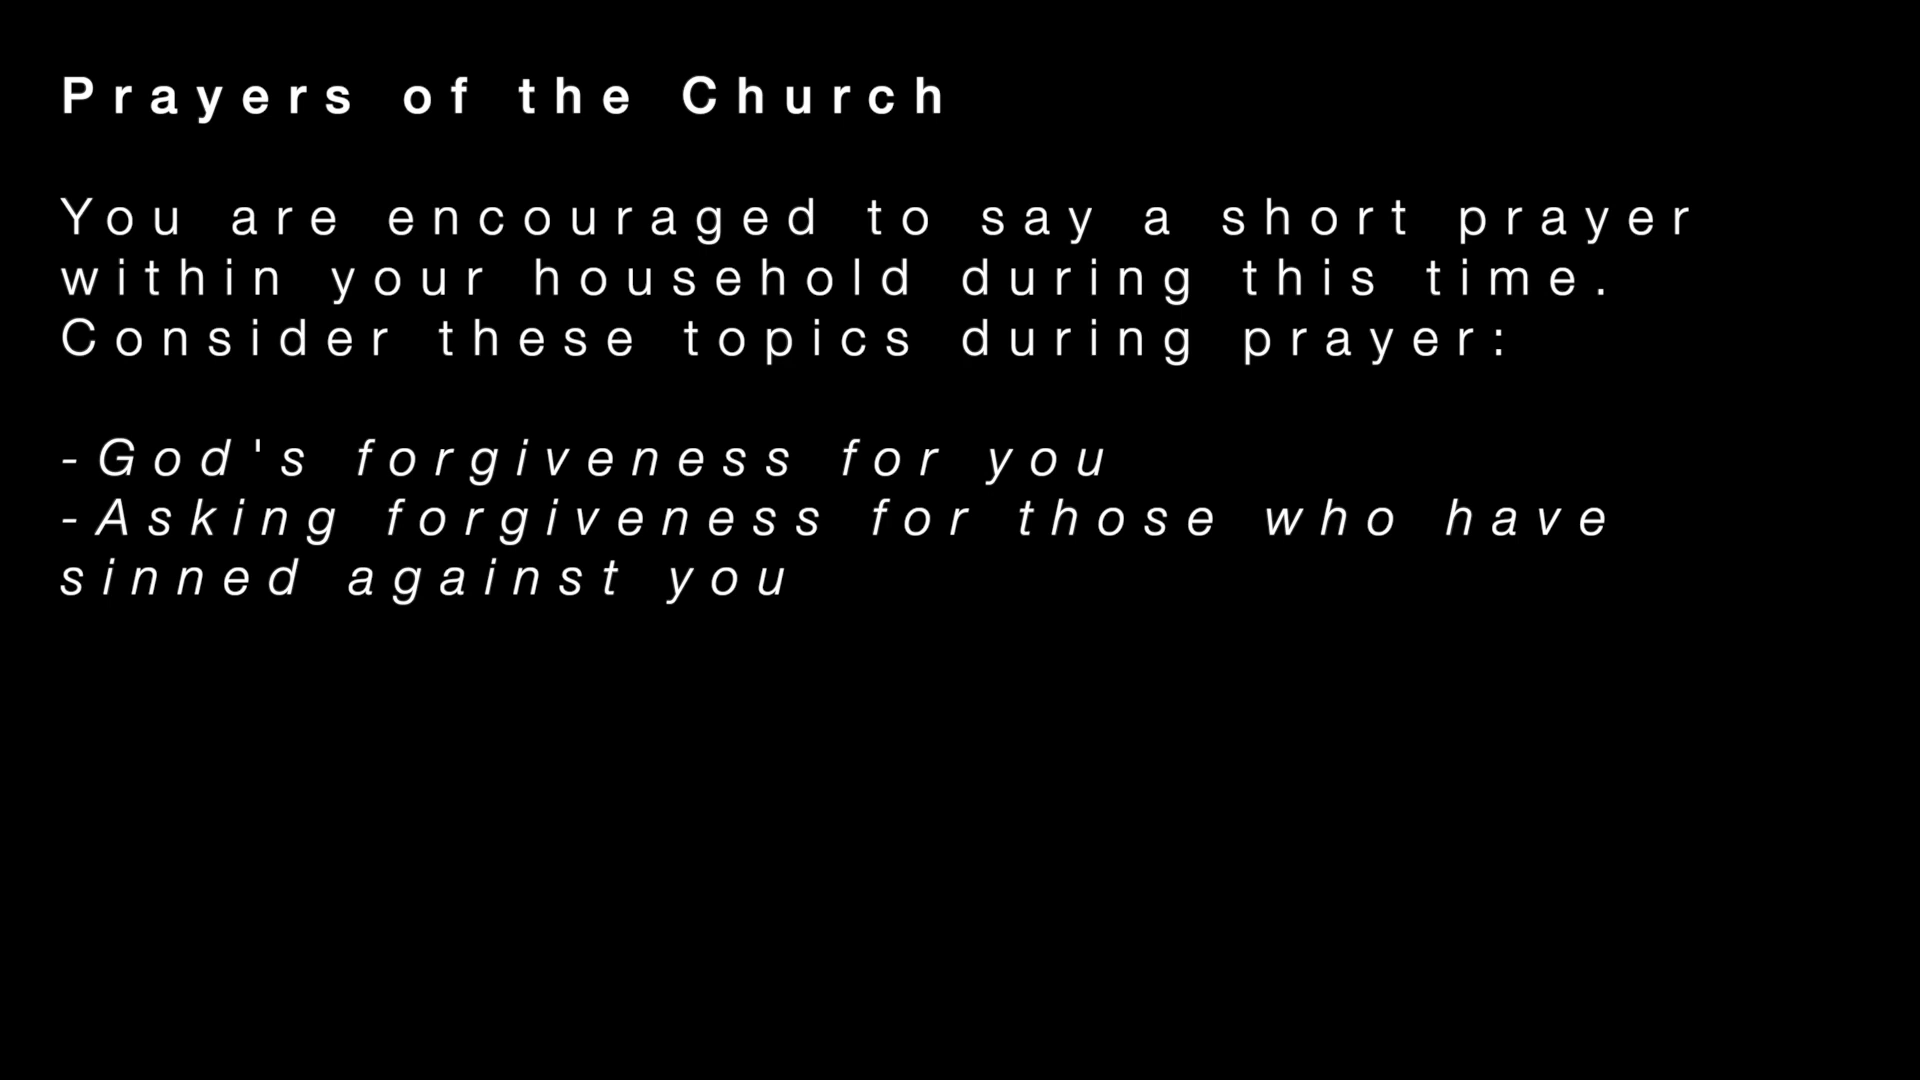 Prayers of the Church
You are encouraged to say a short prayer
within your household during this time.
Consider these topics during prayer:
-God's forgiveness for you
-Asking forgiveness for those who have
sinned against you